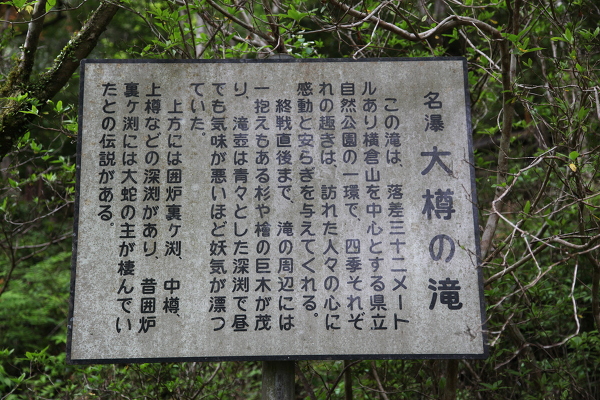 名瀑 大樽の滝
この滝は、落差三十二メート
ルあり横倉山を中心とする県立
自然公園の一環で、四季それぞ
れの趣きは、訪れた人々の心に
感動と安らぎを与えてくれる。
終戦直後まで、滝の周辺には
一抱えもある杉や檜の巨木が茂
り、滝壺は青々とした深渕で昼
でも気味が悪いほど妖気が漂っ
ていた。
上方には囲炉裏ヶ渕、中樽、
上樽などの深渕があり、昔囲炉
裏ヶ渕には大蛇の主が棲んでい
たとの伝説がある。